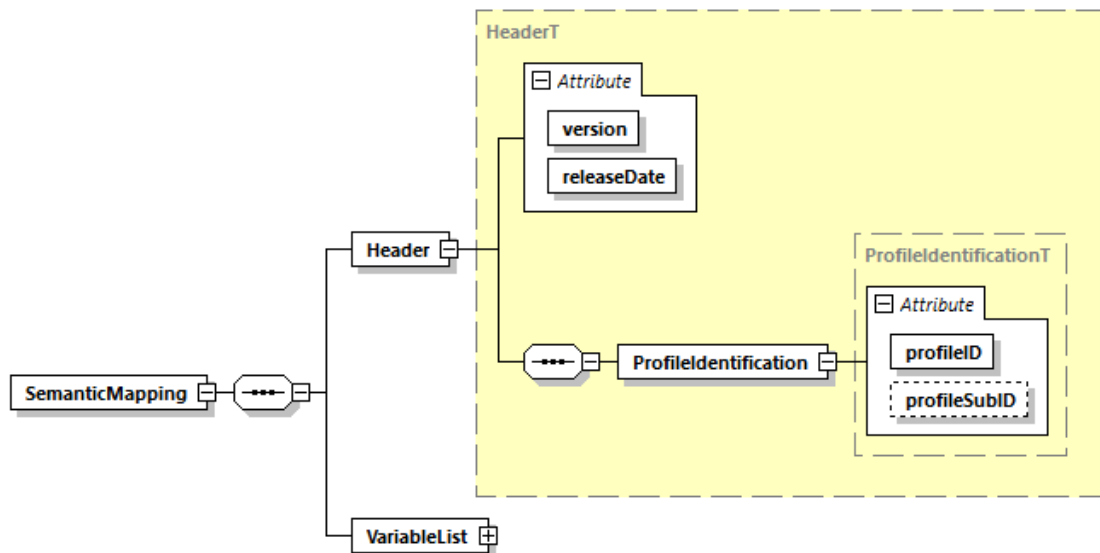 HeaderT
Attribute
version
releaseDate
Header
ProfileIdentificationT
Attribute
profileID
profileSubID
ProfileIdentification
SemanticMapping
VariableList